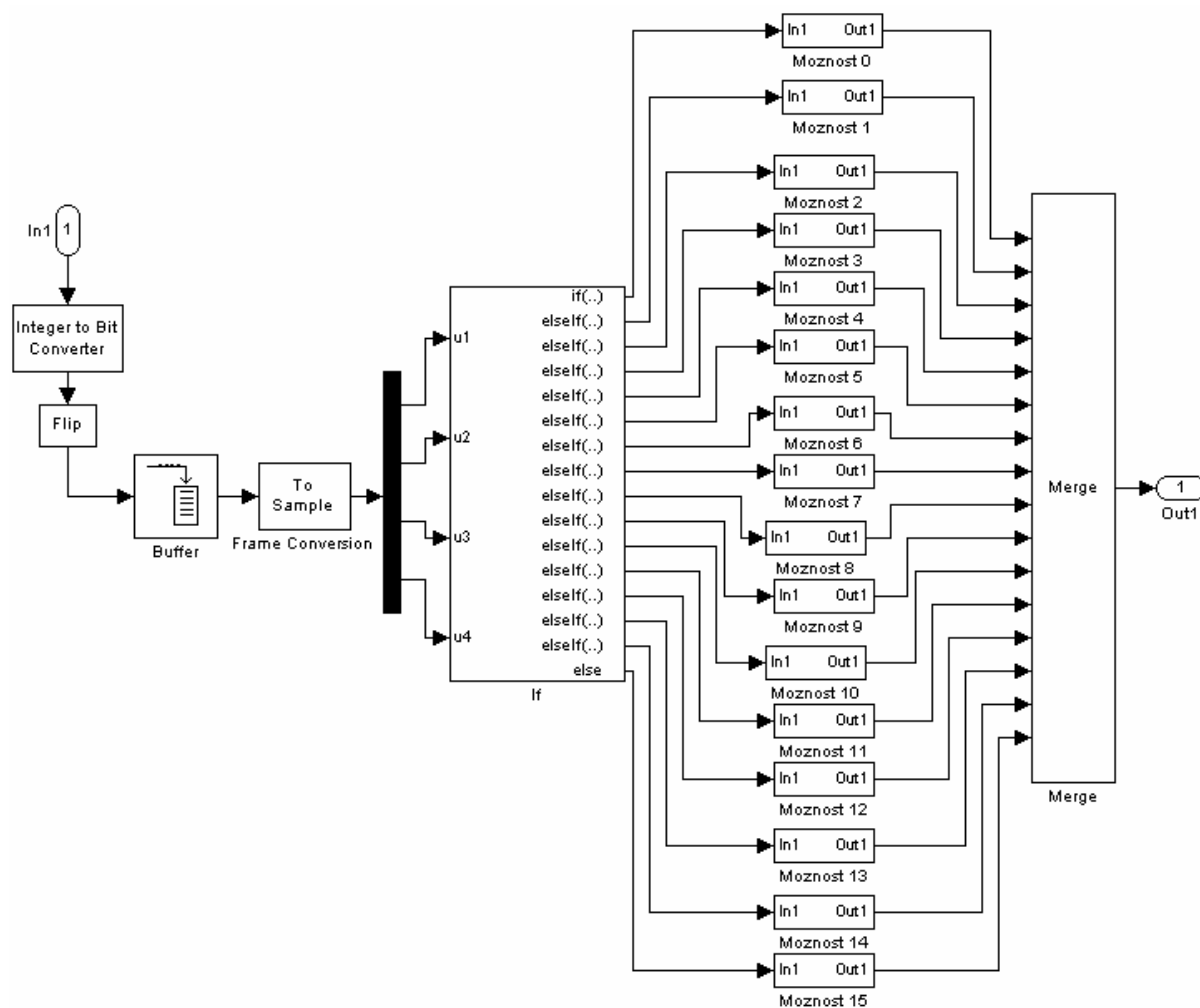 In1 Out1
Moznost 0
In1 Out1
Moznost 1
In1 Out1
Moznost 2
In1 Out1
Moznost 3
In1 Out1
Moznost 4
In1 Out1
Moznost 5
In1 Out1
Moznost 6
In1 Out1
Moznost 7
In1 Out1
Moznost 8
In1 Out1
Moznost 9
In1 Out1
Moznost 10
In1 Out1
Moznost 11
In1 Out1
Moznost 12
In1 Out1
Moznost 13
In1 Out1
Moznost 14
In1 Out1
Moznost 15
In1 1
Integer to Bit
Converter
Flip
Buffer
To
Sample
Frame Conversion
u1
u2
u3
u4
if(..)
elseIf(..)
elseIf(..)
elseIf(..)
elseIf(..)
elseIf(..)
elseIf(..)
elseIf(..)
elseIf(..)
elseIf(..)
elseIf(..)
elseIf(..)
elseIf(..)
elseIf(..)
elseIf(..)
else
If
Merge
Merge
1
Out1